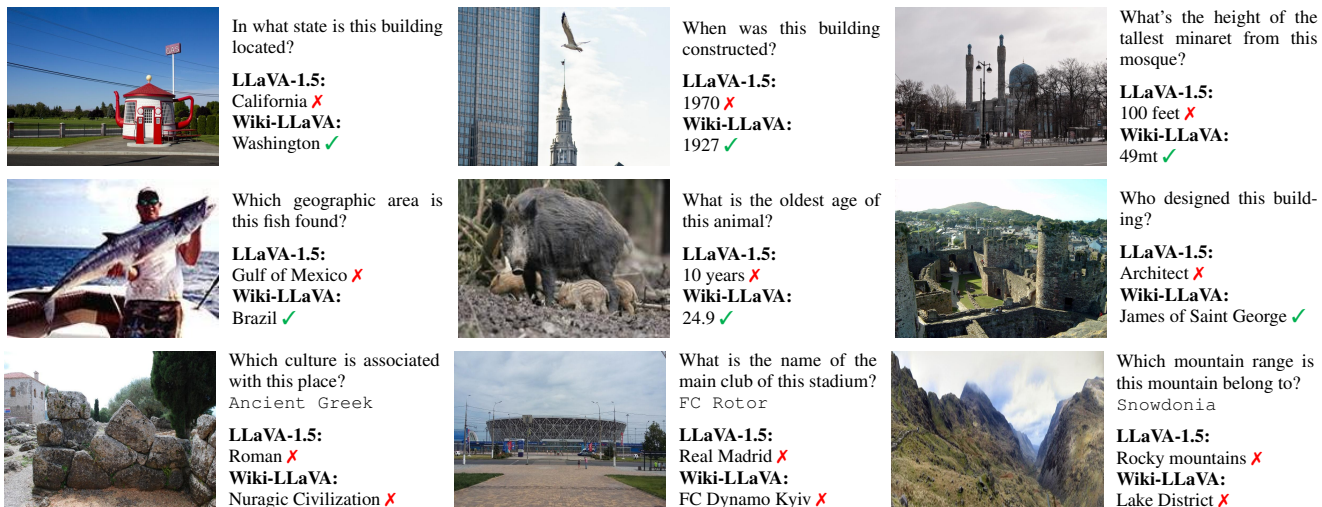 In what state is this building
located?
LLaVA-1.5:
California ✗
Wiki-LLaVA:
Washington ✓
When was this building
constructed?
LLaVA-1.5:
1970 ✗
Wiki-LLaVA:
1927 ✓
What's the height of the
tallest minaret from this
mosque?
LLaVA-1.5:
100 feet ✗
Wiki-LLaVA:
49mt ✓
Which geographic area is
this fish found?
LLaVA-1.5:
Gulf of Mexico ✗
Wiki-LLaVA:
Brazil ✓
What is the oldest age of
this animal?
LLaVA-1.5:
10 years ✗
Wiki-LLaVA:
24.9 ✓
Who designed this build-
ing?
LLaVA-1.5:
Architect ✗
Wiki-LLaVA:
James of Saint George ✓
Which culture is associated
with this place?
Ancient Greek
LLaVA-1.5:
Roman ✗
Wiki-LLaVA:
Nuragic Civilization ✗
What is the name of the
main club of this stadium?
FC Rotor
LLaVA-1.5:
Real Madrid ✗
Wiki-LLaVA:
FC Dynamo Kyiv ✗
Which mountain range is
this mountain belong to?
Snowdonia
LLaVA-1.5:
Rocky mountains ✗
Wiki-LLaVA:
Lake District ✗